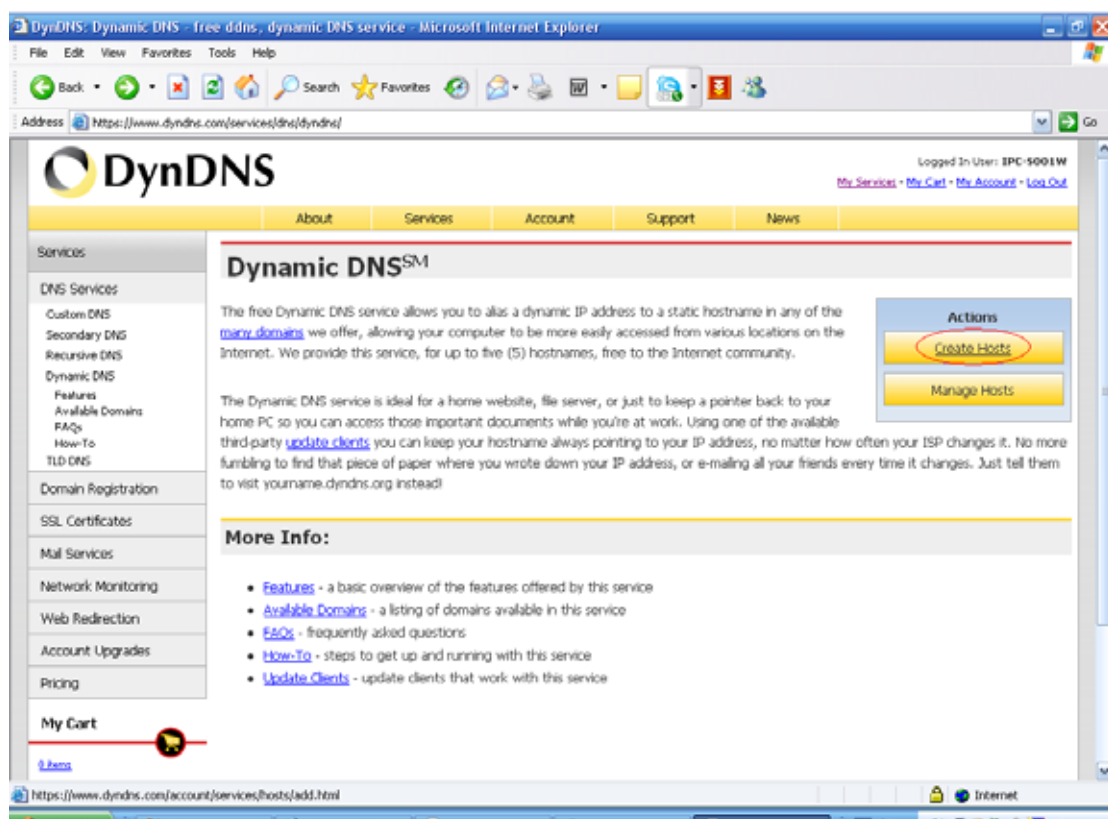 DynDNS: Dynamic DNS - free ddns, dynamic DNS service - Microsoft Internet Explorer
File Edit View Favorites Tools Help
Back Search Favorites
Address https://www.dyndns.com/services/dns/dyndns/ Go
DynDNS
Logged In User: IPC-5001W
My Services - My Cart - My Account - Log Out
About Services Account Support News
Services
DNS Services
Custom DNS
Secondary DNS
Recursive DNS
Dynamic DNS
Features
Available Domains
FAQs
How-To
TLD DNS
Domain Registration
SSL Certificates
Mail Services
Network Monitoring
Web Redirection
Account Upgrades
Pricing
My Cart
0 items
Dynamic DNS℠
The free Dynamic DNS service allows you to alias a dynamic IP address to a static hostname in any of the
many domains we offer, allowing your computer to be more easily accessed from various locations on the
Internet. We provide this service, for up to five (5) hostnames, free to the Internet community.
The Dynamic DNS service is ideal for a home website, file server, or just to keep a pointer back to your
home PC so you can access those important documents while you're at work. Using one of the available
third-party update clients you can keep your hostname always pointing to your IP address, no matter how often your ISP changes it. No more
fumbling to find that piece of paper where you wrote down your IP address, or e-mailing all your friends every time it changes. Just tell them
to visit yourname.dyndns.org instead!
Actions
Create Hosts
Manage Hosts
More Info:
• Features - a basic overview of the features offered by this service
• Available Domains - a listing of domains available in this service
• FAQs - frequently asked questions
• How-To - steps to get up and running with this service
• Update Clients - update clients that work with this service
https://www.dyndns.com/account/services/hosts/add.html Internet